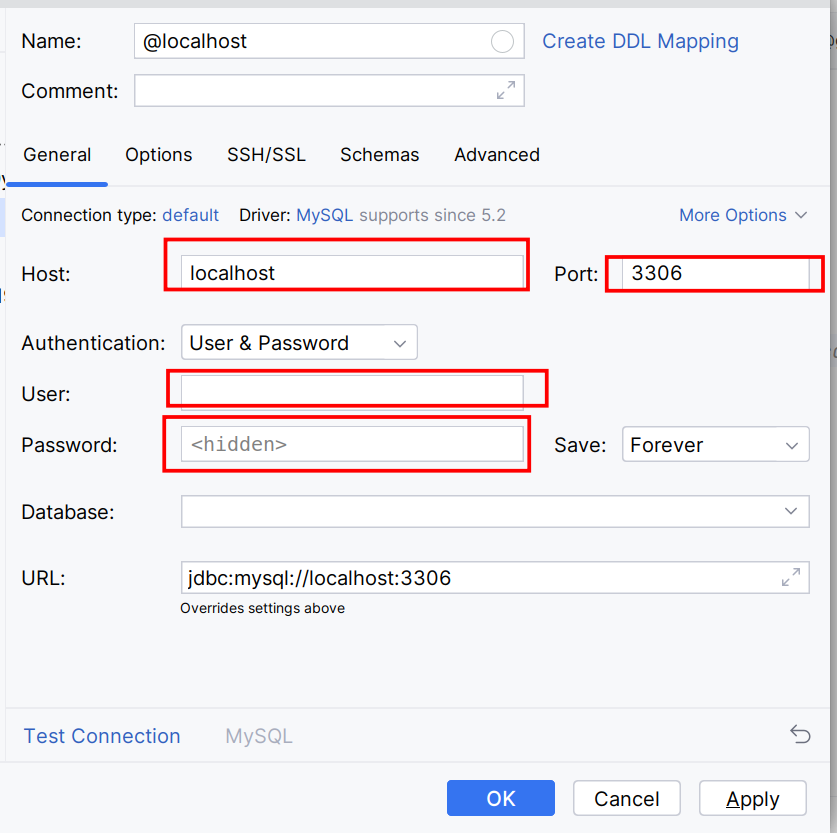 Name: @localhost Create DDL Mapping
Comment:
General Options SSH/SSL Schemas Advanced
Connection type: default Driver: MySQL supports since 5.2 More Options
Host: localhost Port: 3306
Authentication: User & Password
User:
Password: <hidden> Save: Forever
Database:
URL: jdbc:mysql://localhost:3306
Overrides settings above
Test Connection MySQL
OK Cancel Apply